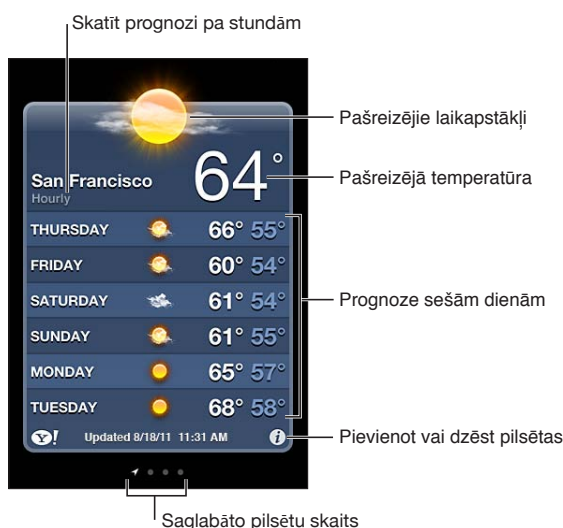 Skatīt prognozi pa stundām
Pašreizējie laikapstākļi
64°
San Francisco
Hourly
Pašreizējā temperatūra
THURSDAY 66° 55°
FRIDAY 60° 54°
SATURDAY 61° 54°
Prognoze sešām dienām
SUNDAY 61° 55°
MONDAY 65° 57°
TUESDAY 68° 58°
Y! Updated 8/18/11 11:31 AM i
Pievienot vai dzēst pilsētas
Saglabāto pilsētu skaits